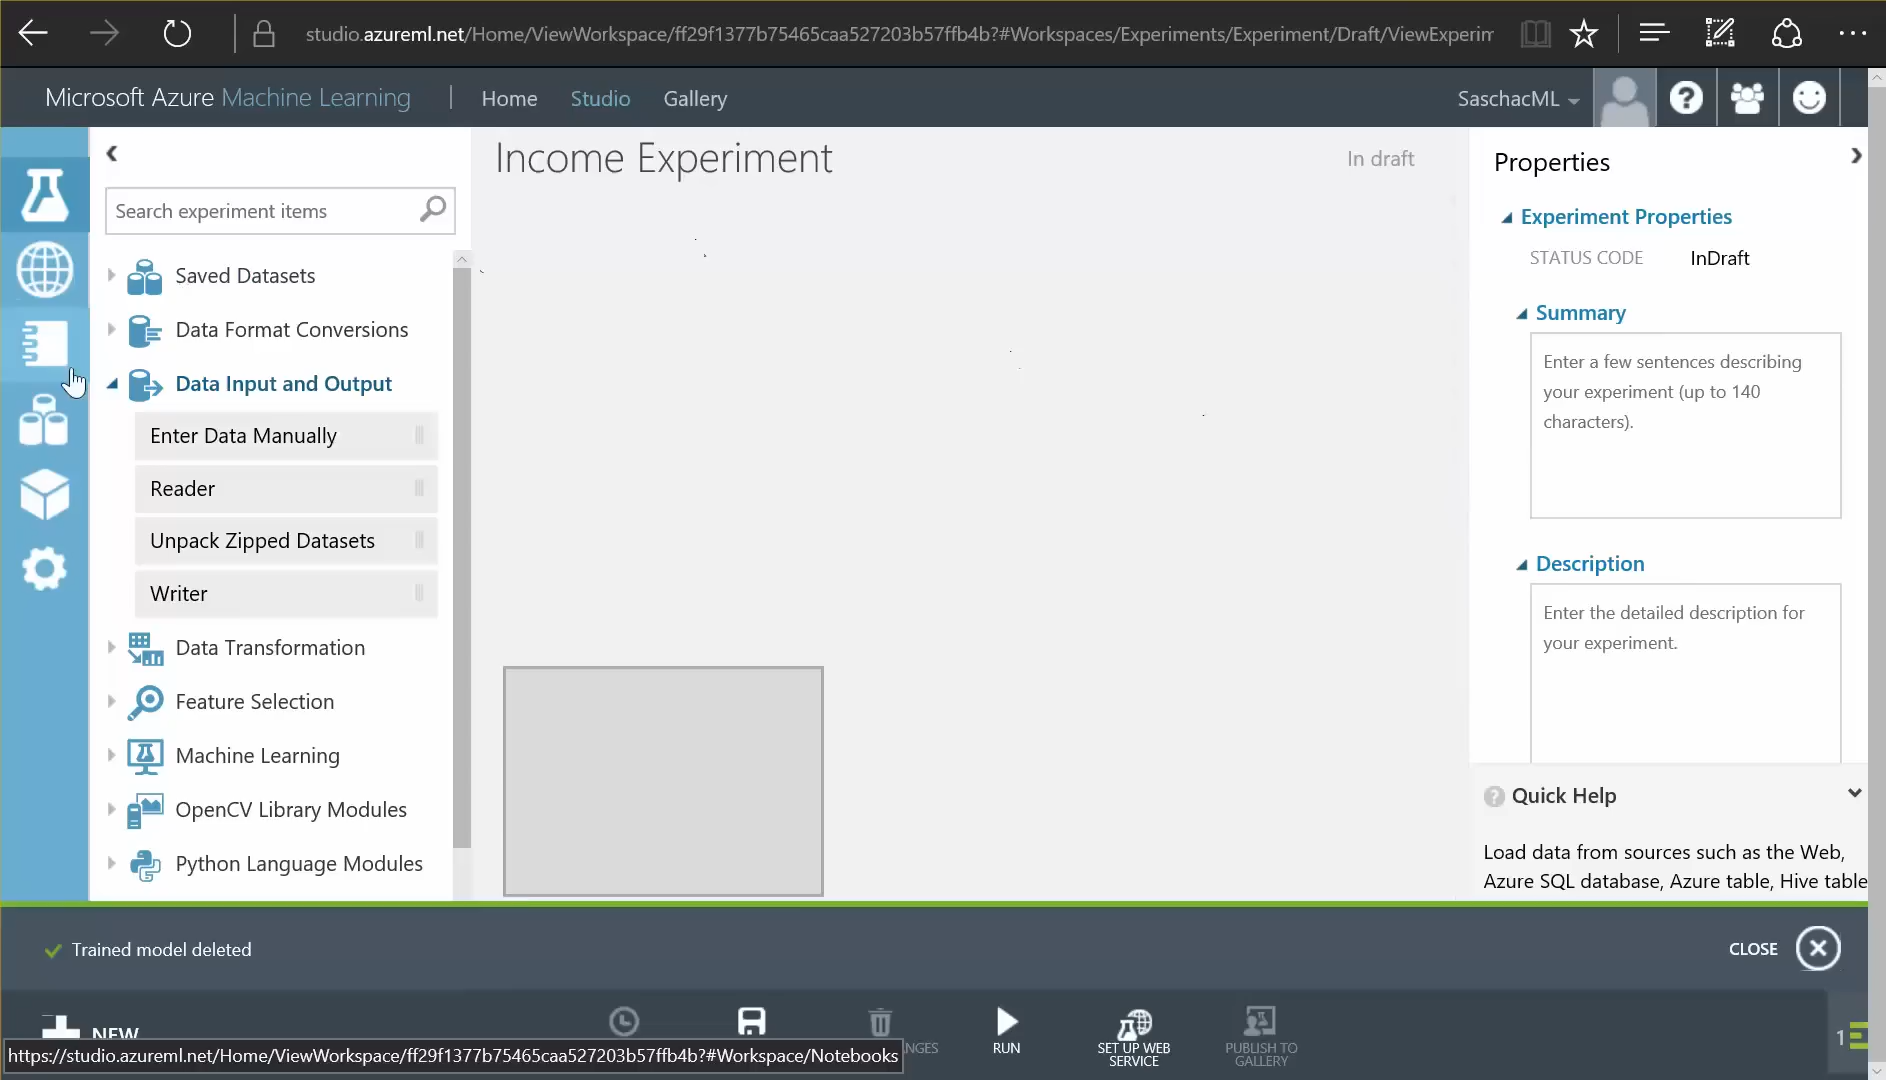 studio.azureml.net/Home/ViewWorkspace/ff29f1377b75465caa527203b57ffb4b?#Workspaces/Experiments/Experiment/Draft/ViewExperim
Microsoft Azure Machine Learning | Home Studio Gallery
SaschacML
Search experiment items
Saved Datasets
Data Format Conversions
Data Input and Output
Enter Data Manually
Reader
Unpack Zipped Datasets
Writer
Data Transformation
Feature Selection
Machine Learning
OpenCV Library Modules
Python Language Modules
Income Experiment
In draft
Properties
Experiment Properties
STATUS CODE InDraft
Summary
Enter a few sentences describing
your experiment (up to 140
characters).
Description
Enter the detailed description for
your experiment.
Quick Help
Load data from sources such as the Web,
Azure SQL database, Azure table, Hive table
Trained model deleted
CLOSE
NEW
NGES
RUN
SET UP WEB
SERVICE
PUBLISH TO
GALLERY
1
https://studio.azureml.net/Home/ViewWorkspace/ff29f1377b75465caa527203b57ffb4b?#Workspace/Notebooks